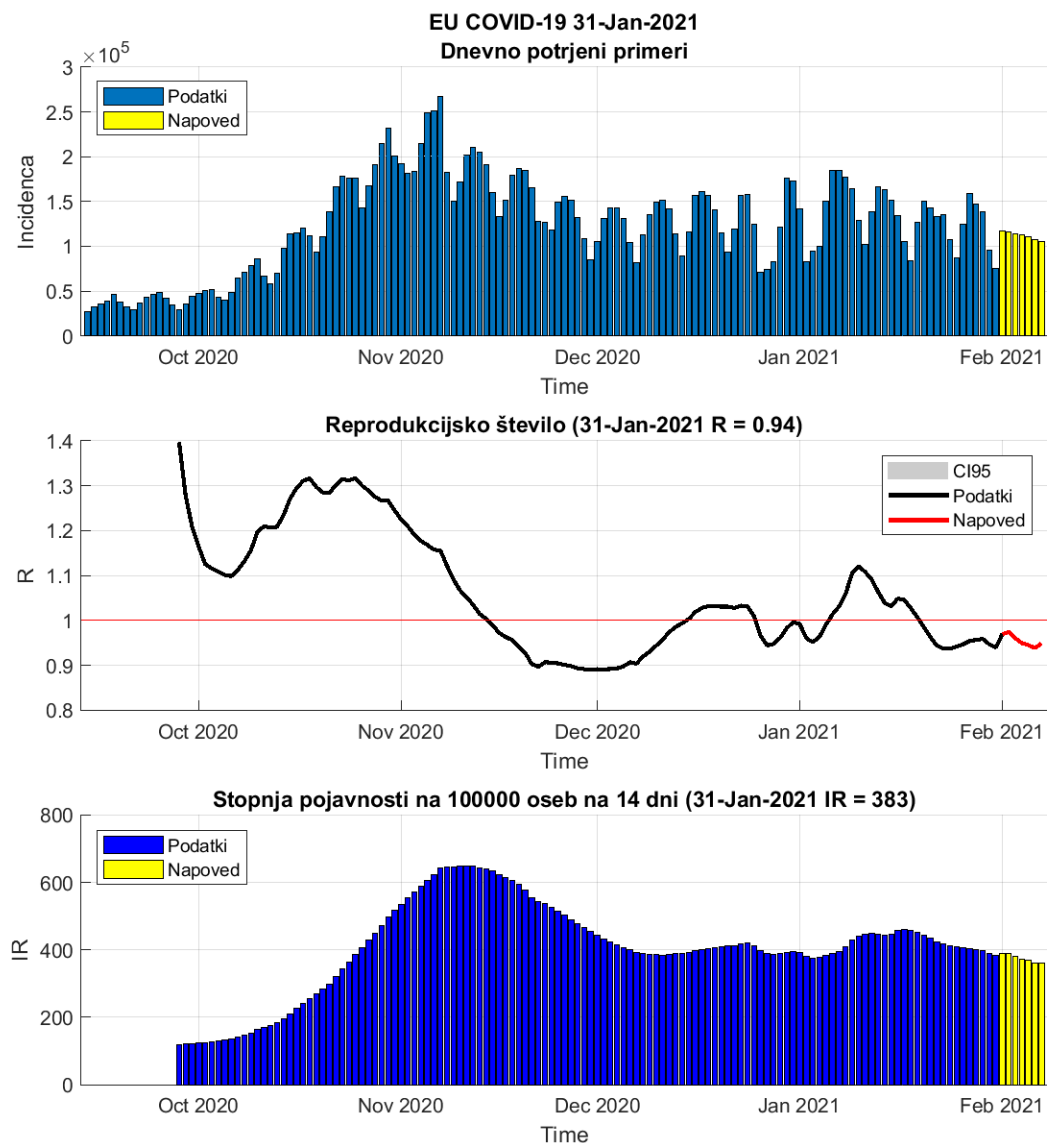 EU COVID-19 31-Jan-2021
Dnevno potrjeni primeri
×10^5
3
2.5
2
1.5
1
0.5
0
Incidenca
Podatki
Napoved
Oct 2020 Nov 2020 Dec 2020 Jan 2021 Feb 2021
Time
Reprodukcijsko število (31-Jan-2021 R = 0.94)
1.4
1.3
1.2
1.1
1
0.9
0.8
R
CI95
Podatki
Napoved
Oct 2020 Nov 2020 Dec 2020 Jan 2021 Feb 2021
Time
Stopnja pojavnosti na 100000 oseb na 14 dni (31-Jan-2021 IR = 383)
800
600
400
200
0
IR
Podatki
Napoved
Oct 2020 Nov 2020 Dec 2020 Jan 2021 Feb 2021
Time